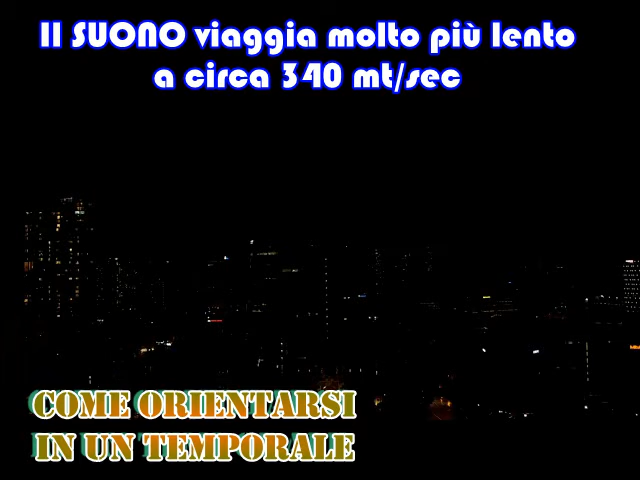 Il SUONO viaggia molto più lento
a circa 340 mt/sec
COME ORIENTARSI
IN UN TEMPORALE